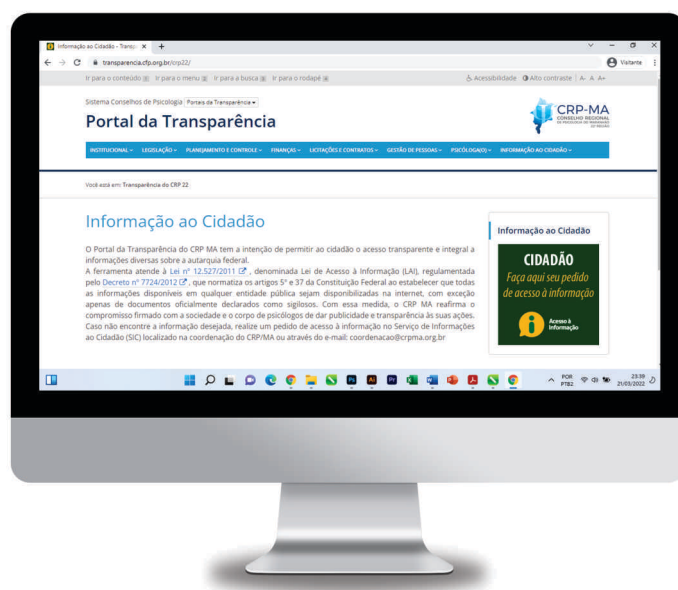 Informação ao Cidadão - Transp
transparencia.cfp.org.br/crp22/
Visitante
Ir para o conteúdo 1 Ir para o menu 2 Ir para a busca 3 Ir para o rodapé 4
Acessibilidade Alto contraste A- A A+
Sistema Conselhos de Psicologia Portais da Transparência
Portal da Transparência
CRP-MA
CONSELHO REGIONAL
DE PSICOLOGIA DO MARANHÃO
22ª REGIÃO
INSTITUCIONAL LEGISLAÇÃO PLANEJAMENTO E CONTROLE FINANÇAS LICITAÇÕES E CONTRATOS GESTÃO DE PESSOAS PSICÓLOGA(O) INFORMAÇÃO AO CIDADÃO
Você está em: Transparência do CRP 22
Informação ao Cidadão
O Portal da Transparência do CRP MA tem a intenção de permitir ao cidadão o acesso transparente e integral a
informações diversas sobre a autarquia federal.
A ferramenta atende à Lei nº 12.527/2011 , denominada Lei de Acesso à Informação (LAI), regulamentada
pelo Decreto nº 7724/2012 , que normatiza os artigos 5º e 37 da Constituição Federal ao estabelecer que todas
as informações disponíveis em qualquer entidade pública sejam disponibilizadas na internet, com exceção
apenas de documentos oficialmente declarados como sigilosos. Com essa medida, o CRP MA reafirma o
compromisso firmado com a sociedade e o corpo de psicólogos de dar publicidade e transparência às suas ações.
Caso não encontre a informação desejada, realize um pedido de acesso à informação no Serviço de Informações
ao Cidadão (SIC) localizado na coordenação do CRP/MA ou através do e-mail: coordenacao@crpma.org.br
Informação ao Cidadão
CIDADÃO
Faça aqui seu pedido
de acesso à informação
Acesso à
Informação
POR
PTB2
23:39
21/03/2022